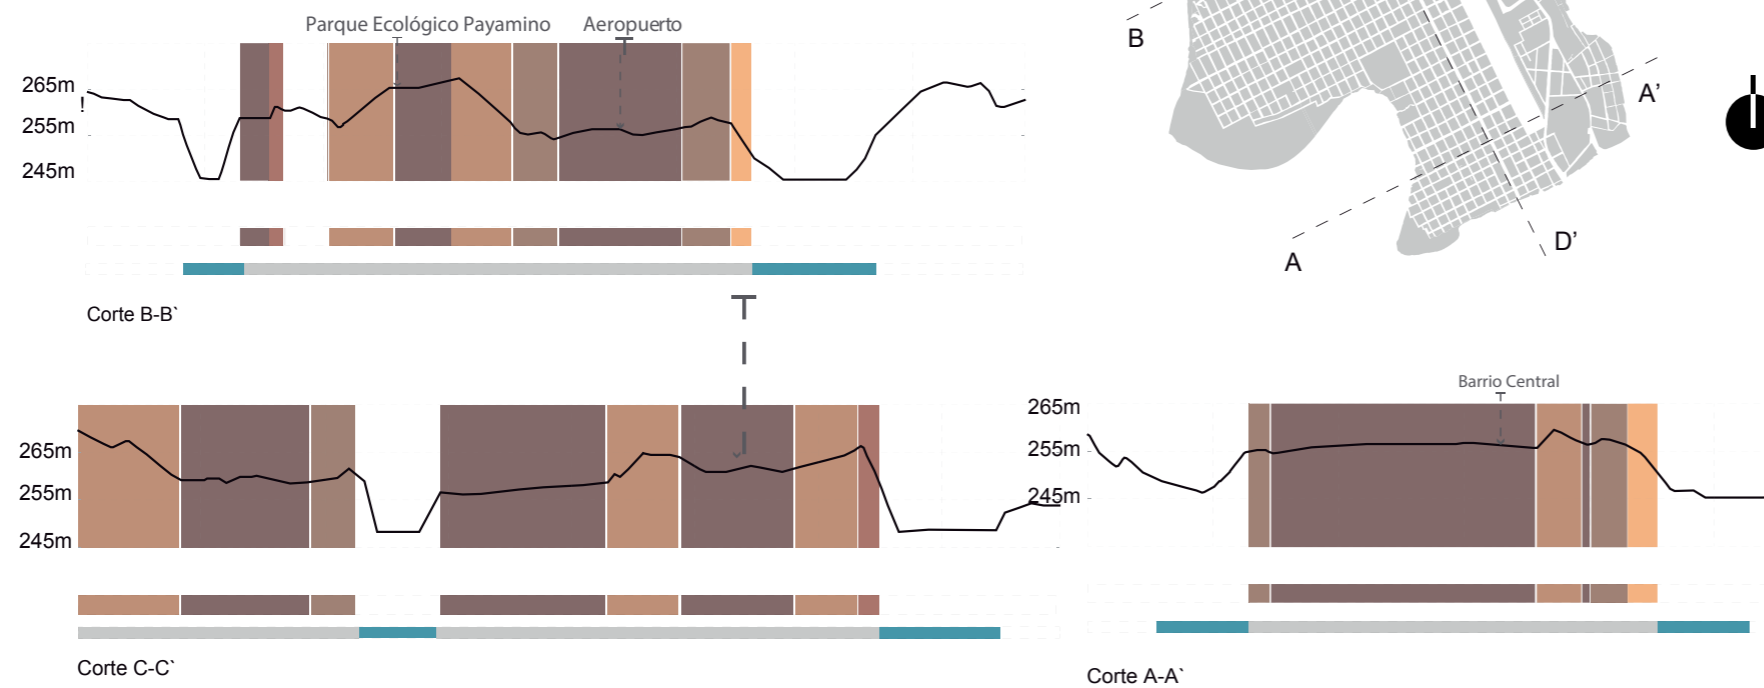 Parque Ecológico Payamino
Aeropuerto
265m
!
255m
245m
Corte B-B`
B
A'
A
D'
265m
255m
245m
Corte C-C`
Barrio Central
265m
255m
245m
Corte A-A`